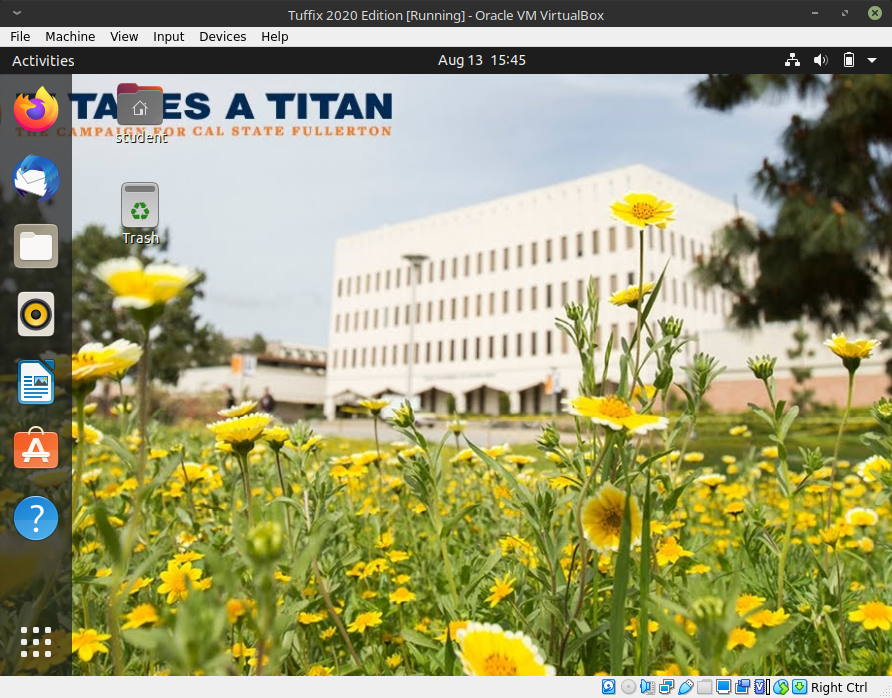 Tuffix 2020 Edition [Running] - Oracle VM VirtualBox
File Machine View Input Devices Help
Activities
Aug 13 15:45
TA ES A TITAN
THE CAMPAIGN FOR CAL STATE FULLERTON
student
Trash
?
Right Ctrl